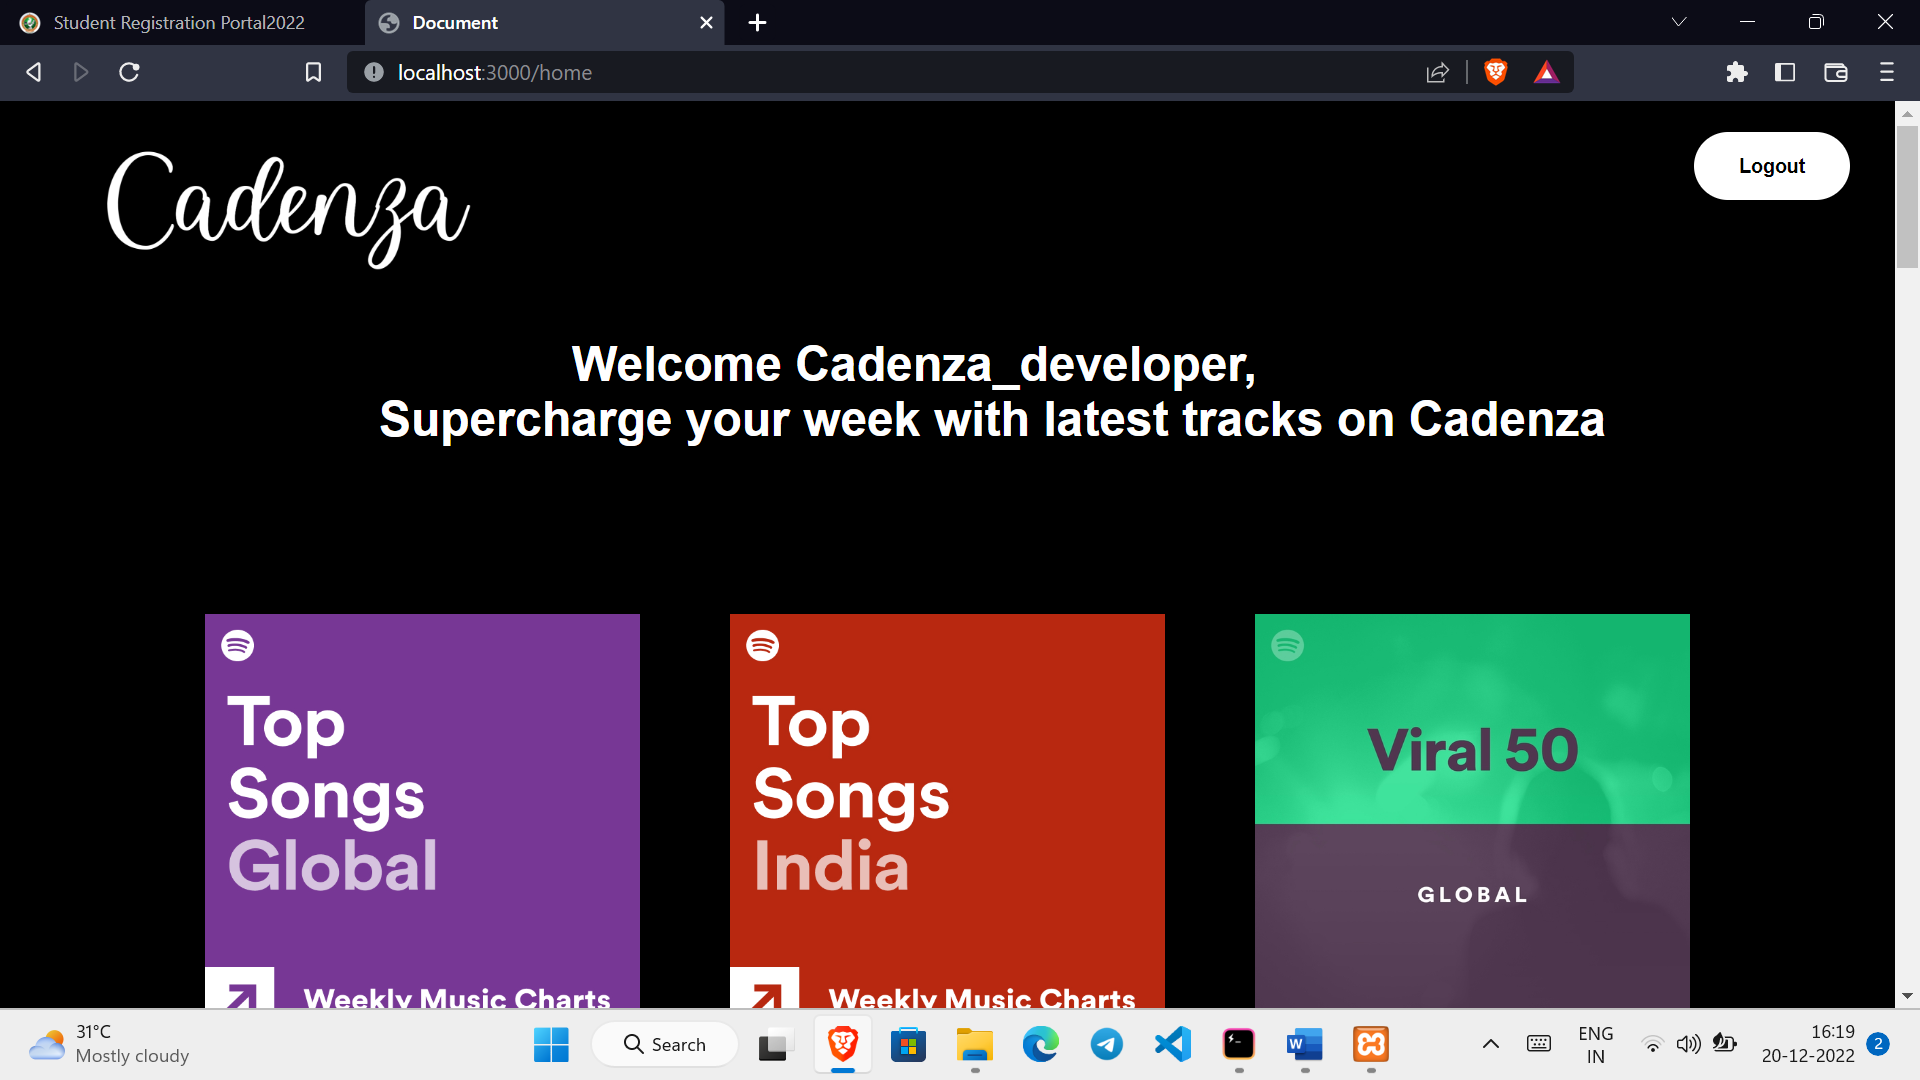 Student Registration Portal2022
Document
localhost:3000/home
Cadenza
Logout
Welcome Cadenza_developer,
Supercharge your week with latest tracks on Cadenza
Top
Songs
Global
Weekly Music Charts
Top
Songs
India
Weekly Music Charts
Viral 50
GLOBAL
31°C
Mostly cloudy
Search
ENG
IN
16:19
20-12-2022
2